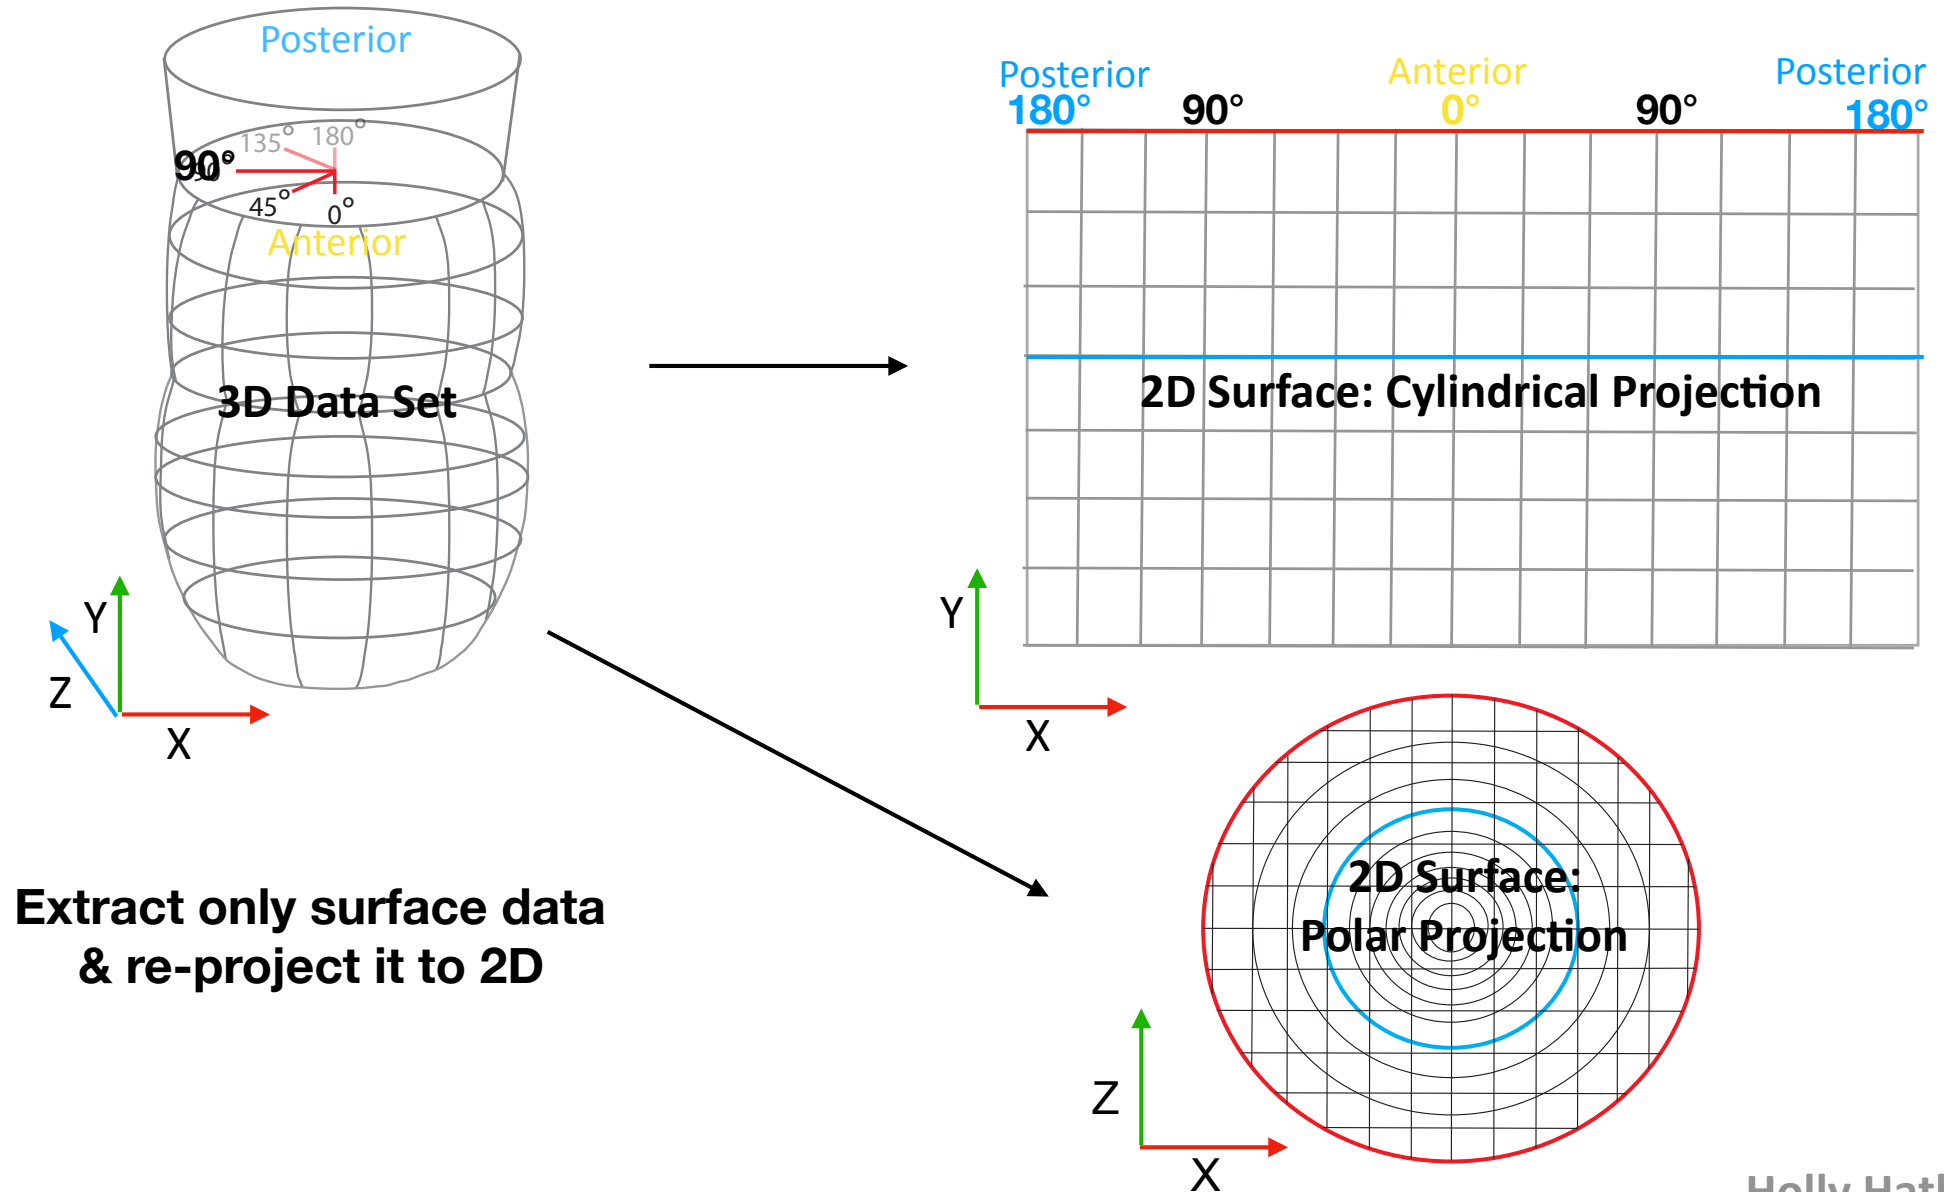 Posterior
135° 180°
90°
45° 0°
Anterior
3D Data Set
Y
Z
X
Extract only surface data
& re-project it to 2D
Posterior Anterior Posterior
180° 90° 0° 90° 180°
2D Surface: Cylindrical Projection
Y
X
2D Surface:
Polar Projection
Z
X
Holly